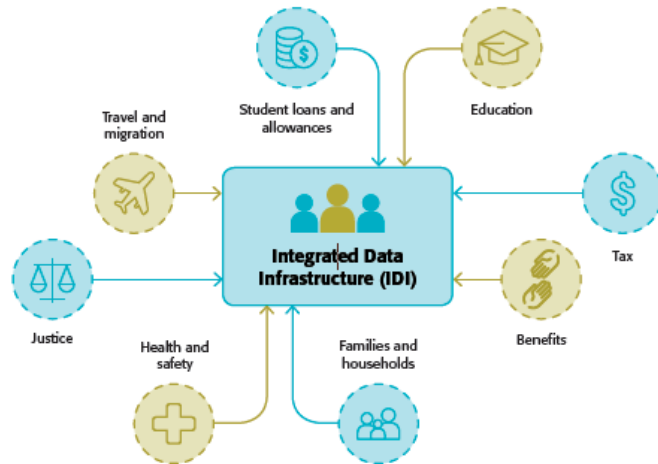 Student loans and
allowances
Education
Travel and
migration
Integrated Data
Infrastructure (IDI)
Tax
Justice
Benefits
Health and
safety
Families and
households
$
$